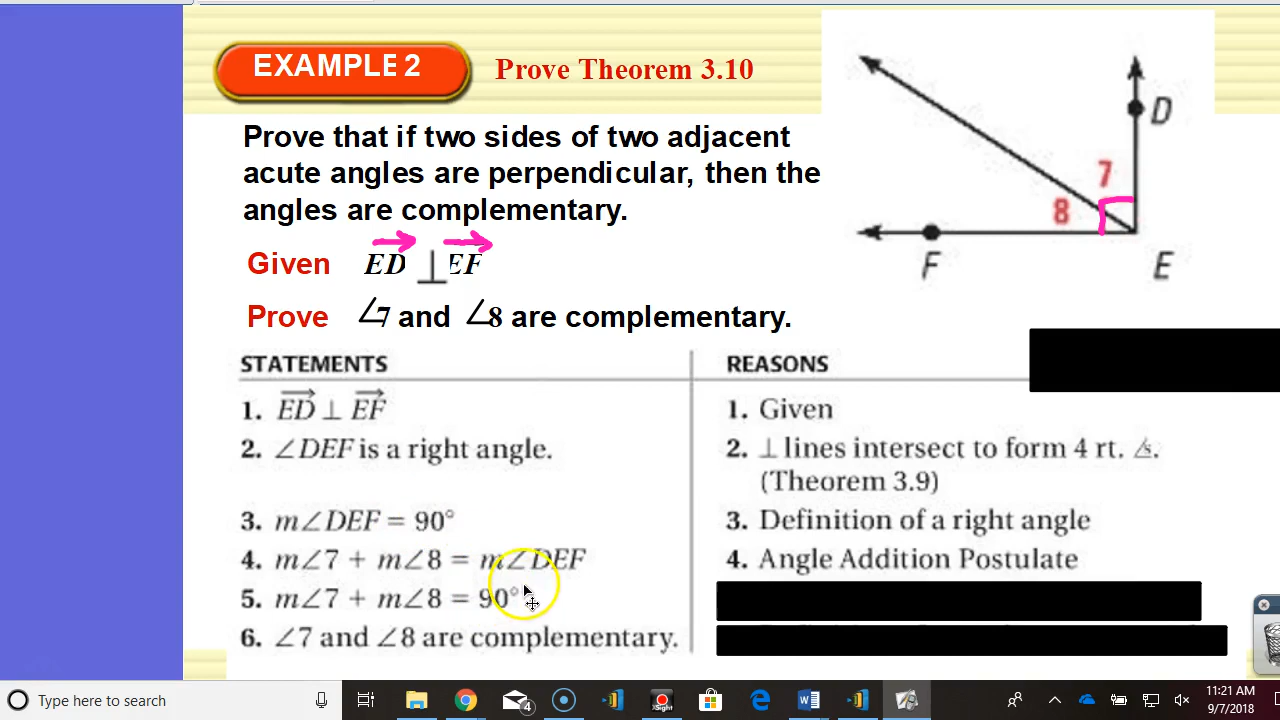 EXAMPLE 2
Prove Theorem 3.10
Prove that if two sides of two adjacent
acute angles are perpendicular, then the
angles are complementary.
Given ED ⊥ EF
Prove ∠7 and ∠8 are complementary.
D
7
8
F
E
STATEMENTS
REASONS
1. ED ⊥ EF
1. Given
2. ∠DEF is a right angle.
2. ⊥ lines intersect to form 4 rt. ∠s.
(Theorem 3.9)
3. m∠DEF = 90°
3. Definition of a right angle
4. m∠7 + m∠8 = m∠DEF
4. Angle Addition Postulate
5. m∠7 + m∠8 = 90°
6. ∠7 and ∠8 are complementary.
Type here to search
4
11:21 AM
9/7/2018